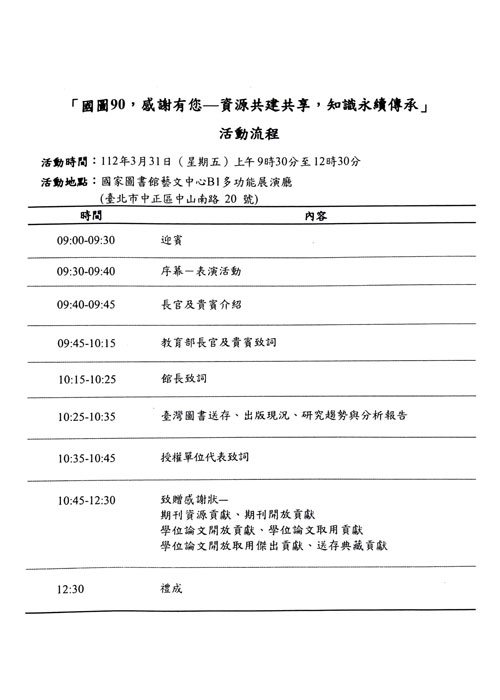 「國圖90，感謝有您—資源共建共享，知識永續傳承」
活動流程
活動時間：112年3月31日（星期五）上午9時30分至12時30分
活動地點：國家圖書館藝文中心B1多功能展演廳
(臺北市中正區中山南路 20 號)
時間 內容
09:00-09:30 迎賓
09:30-09:40 序幕－表演活動
09:40-09:45 長官及貴賓介紹
09:45-10:15 教育部長官及貴賓致詞
10:15-10:25 館長致詞
10:25-10:35 臺灣圖書送存、出版現況、研究趨勢與分析報告
10:35-10:45 授權單位代表致詞
10:45-12:30 致贈感謝狀—
期刊資源貢獻、期刊開放貢獻
學位論文開放貢獻、學位論文取用貢獻
學位論文開放取用傑出貢獻、送存典藏貢獻
12:30 禮成